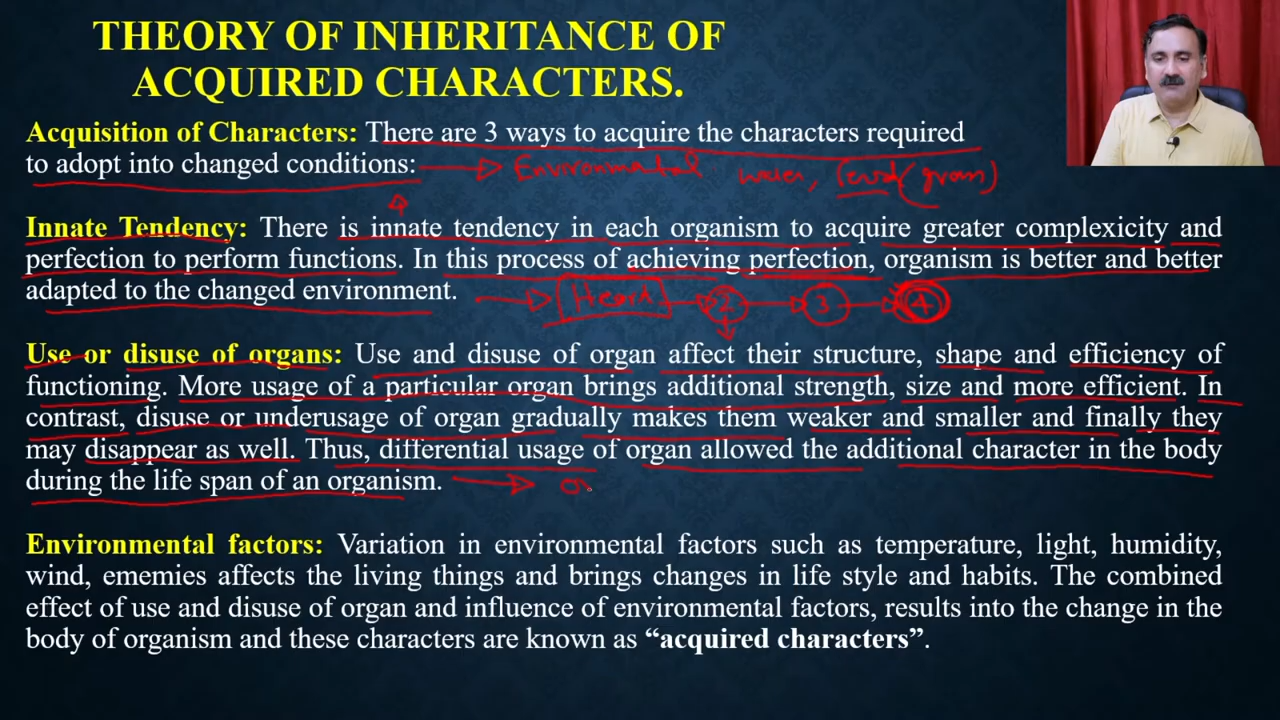 THEORY OF INHERITANCE OF
ACQUIRED CHARACTERS.
Acquisition of Characters: There are 3 ways to acquire the characters required
to adopt into changed conditions: Environmental water,
Innate Tendency: There is innate tendency in each organism to acquire greater complexicity and
perfection to perform functions. In this process of achieving perfection, organism is better and better
adapted to the changed environment. Heart 2 3 4
Use or disuse of organs: Use and disuse of organ affect their structure, shape and efficiency of
functioning. More usage of a particular organ brings additional strength, size and more efficient. In
contrast, disuse or underusage of organ gradually makes them weaker and smaller and finally they
may disappear as well. Thus, differential usage of organ allowed the additional character in the body
during the life span of an organism.
Environmental factors: Variation in environmental factors such as temperature, light, humidity,
wind, ememies affects the living things and brings changes in life style and habits. The combined
effect of use and disuse of organ and influence of environmental factors, results into the change in the
body of organism and these characters are known as “acquired characters”.